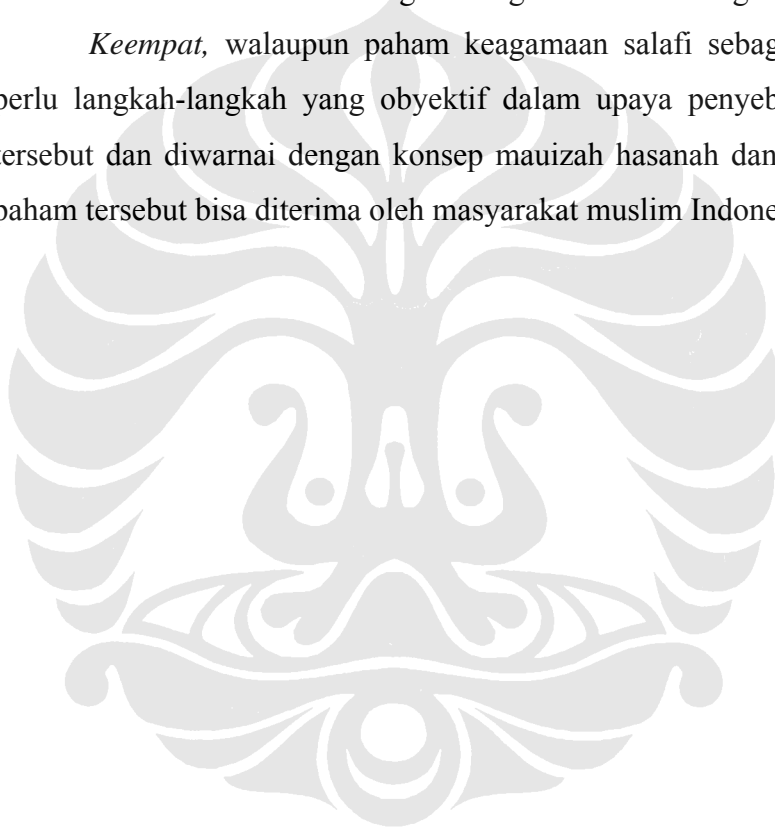 Keempat, walaupun paham keagamaan salafi sebag
perlu langkah-langkah yang obyektif dalam upaya penyeb
tersebut dan diwarnai dengan konsep mauizah hasanah dan
paham tersebut bisa diterima oleh masyarakat muslim Indone